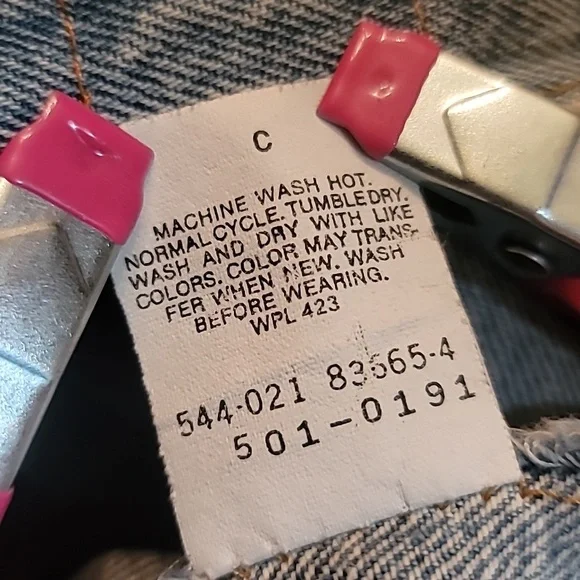 C
MACHINE WASH HOT.
NORMAL CYCLE. TUMBLE DRY.
WASH AND DRY WITH LIKE
COLORS. COLOR MAY TRANS-
FER WHEN NEW. WASH
BEFORE WEARING.
WPL 423
544-021 83665-4
501-0191